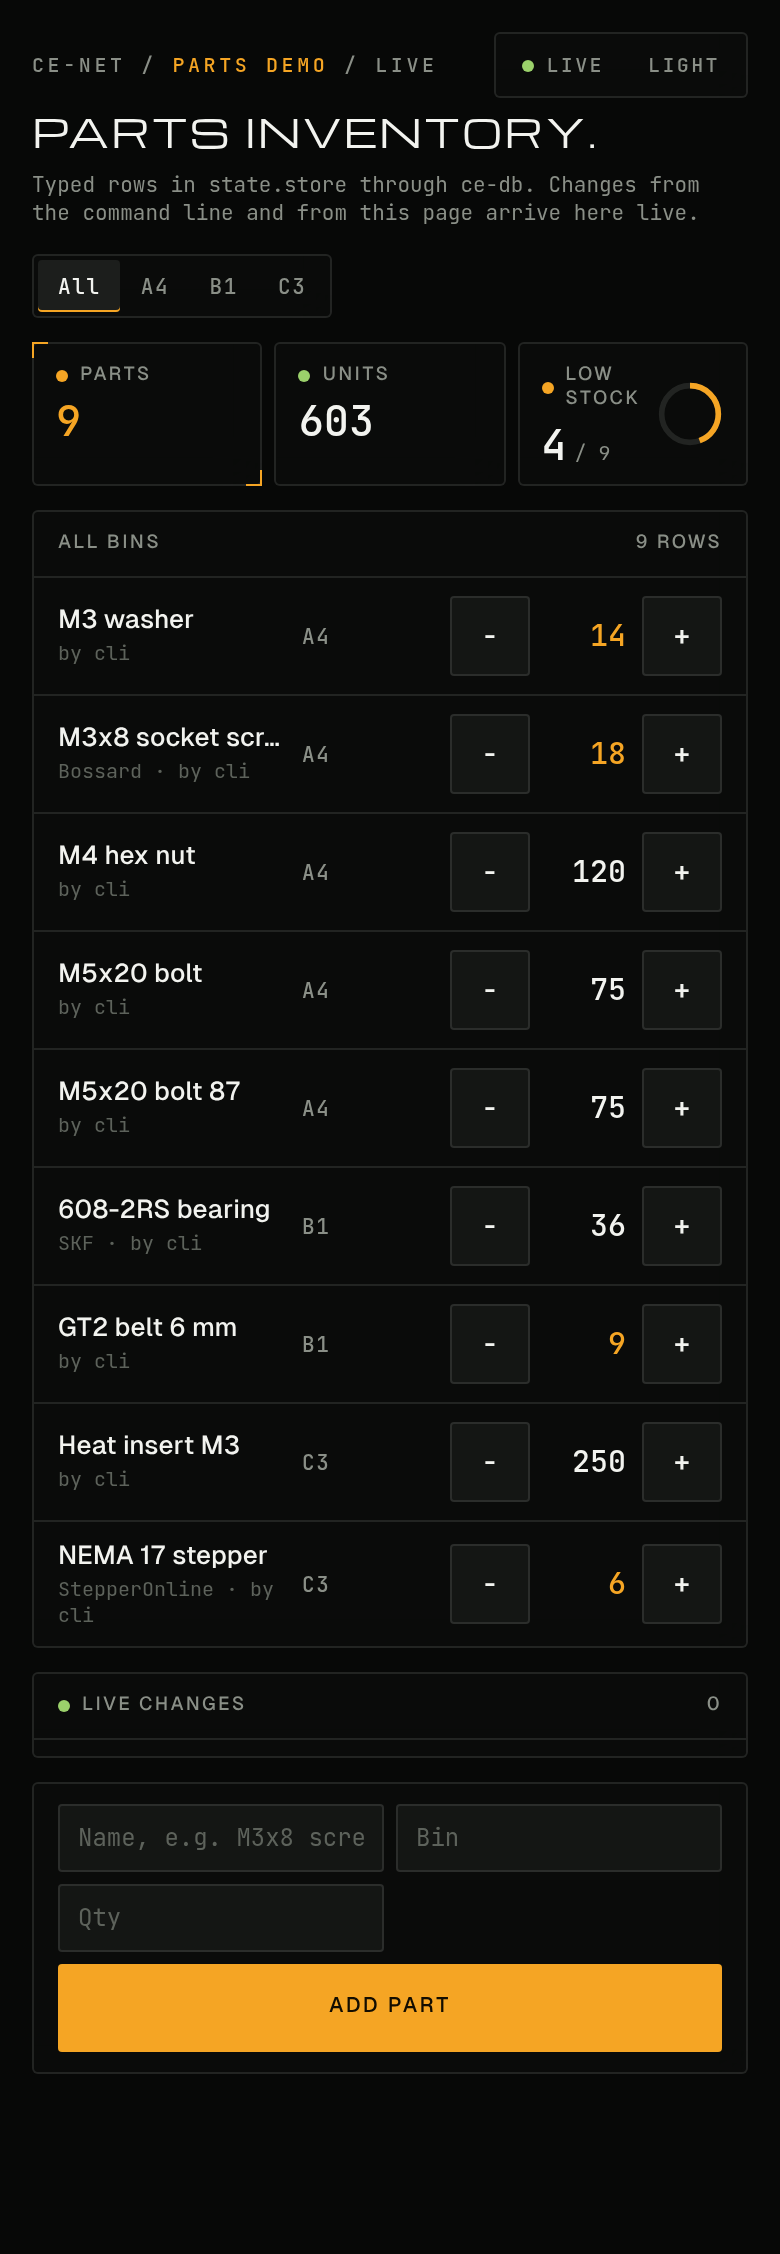 CE-NET / PARTS DEMO / LIVE
LIVE LIGHT
PARTS INVENTORY.
Typed rows in state.store through ce-db. Changes from
the command line and from this page arrive here live.
All A4 B1 C3
PARTS
9
UNITS
603
LOW
STOCK
4 / 9
ALL BINS 9 ROWS
M3 washer
by cli
A4 - 14 +
M3x8 socket scr…
Bossard · by cli
A4 - 18 +
M4 hex nut
by cli
A4 - 120 +
M5x20 bolt
by cli
A4 - 75 +
M5x20 bolt 87
by cli
A4 - 75 +
608-2RS bearing
SKF · by cli
B1 - 36 +
GT2 belt 6 mm
by cli
B1 - 9 +
Heat insert M3
by cli
C3 - 250 +
NEMA 17 stepper
StepperOnline · by
cli
C3 - 6 +
LIVE CHANGES 0
Name, e.g. M3x8 scre
Bin
Qty
ADD PART